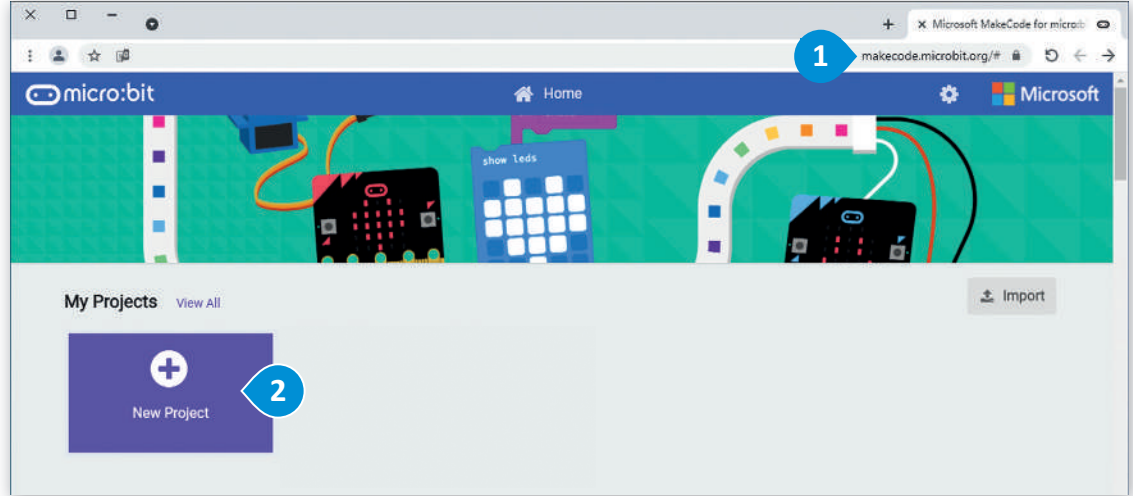 Microsoft MakeCode for micro:b
1
makecode.microbit.org/#
micro:bit
Home
Microsoft
show leds
My Projects View All
Import
New Project
2